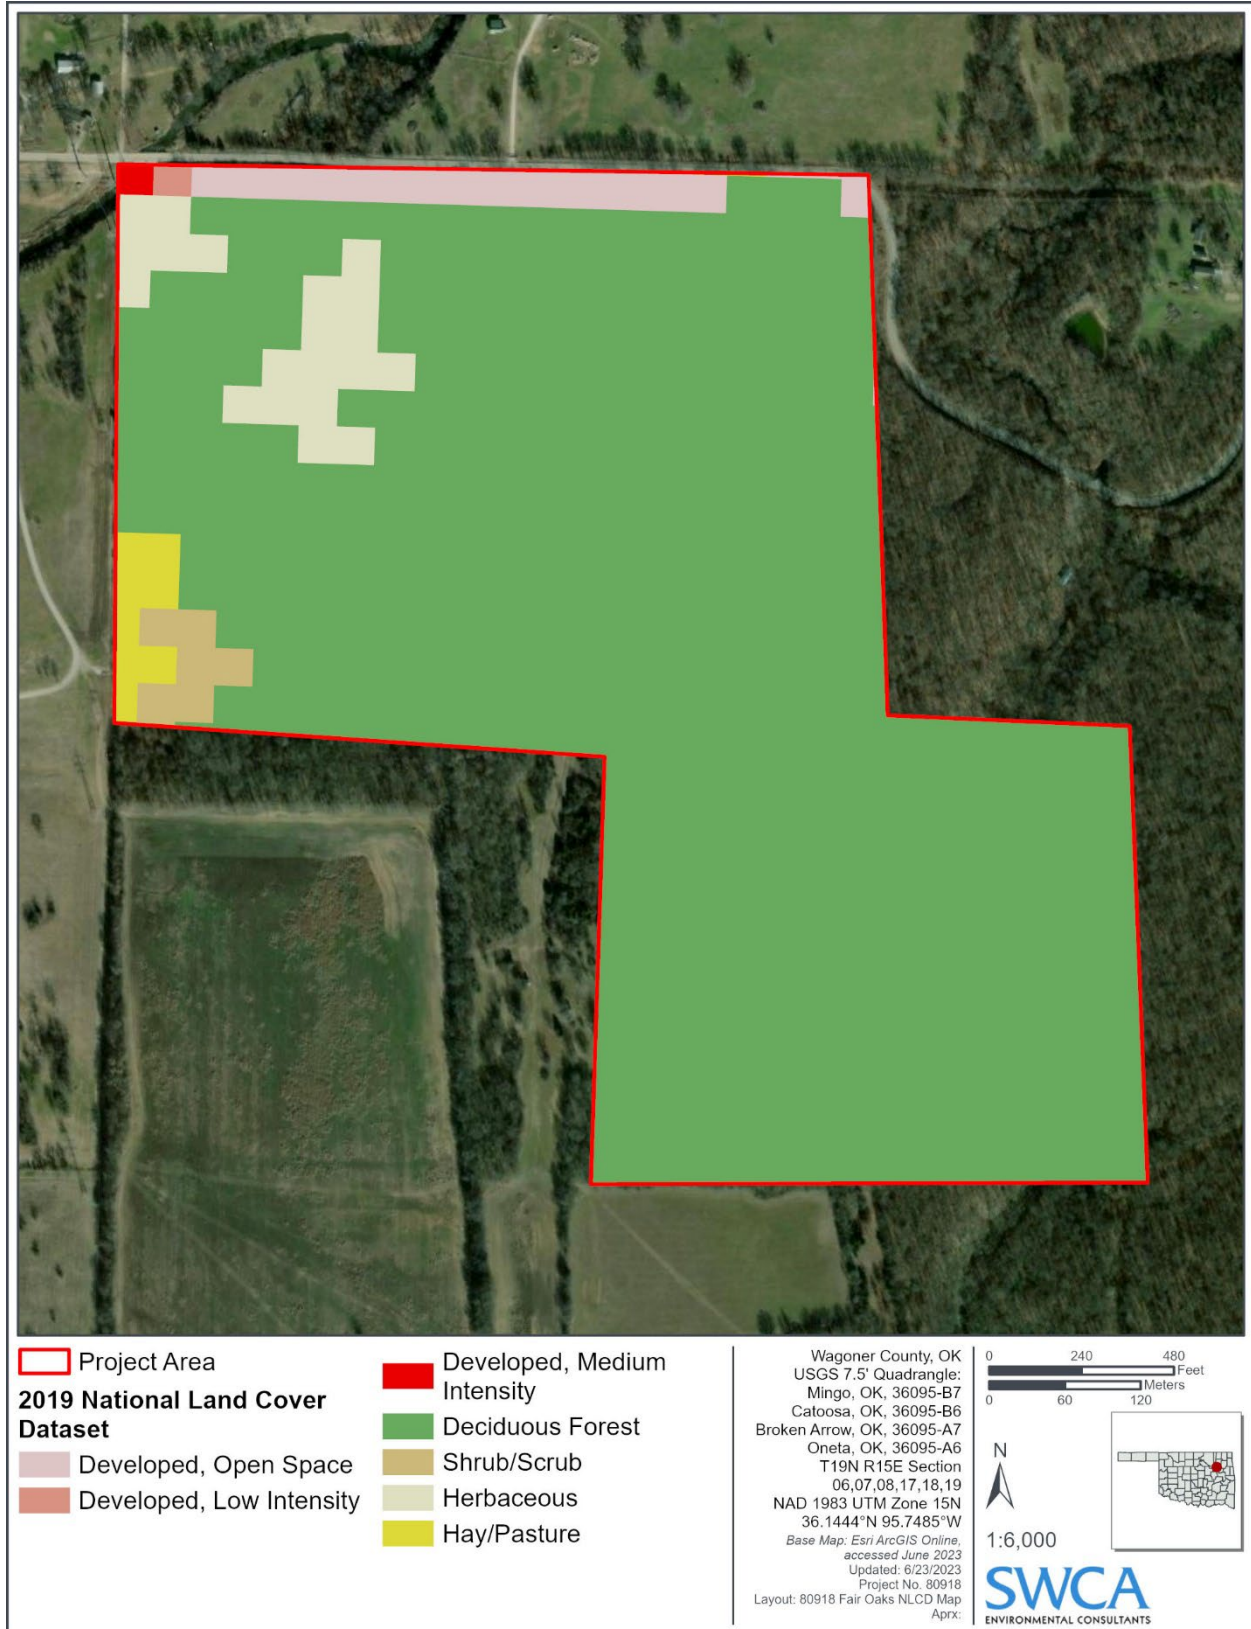 Project Area
2019 National Land Cover
Dataset
Developed, Open Space
Developed, Low Intensity
Developed, Medium
Intensity
Deciduous Forest
Shrub/Scrub
Herbaceous
Hay/Pasture
Wagoner County, OK
USGS 7.5' Quadrangle:
Mingo, OK, 36095-B7
Catoosa, OK, 36095-B6
Broken Arrow, OK, 36095-A7
Oneta, OK, 36095-A6
T19N R15E Section
06,07,08,17,18,19
NAD 1983 UTM Zone 15N
36.1444°N 95.7485°W
Base Map: Esri ArcGIS Online,
accessed June 2023
Updated: 6/23/2023
Project No. 80918
Layout: 80918 Fair Oaks NLCD Map
Aprx:
0 240 480
Feet
Meters
0 60 120
N
1:6,000
SWCA
ENVIRONMENTAL CONSULTANTS